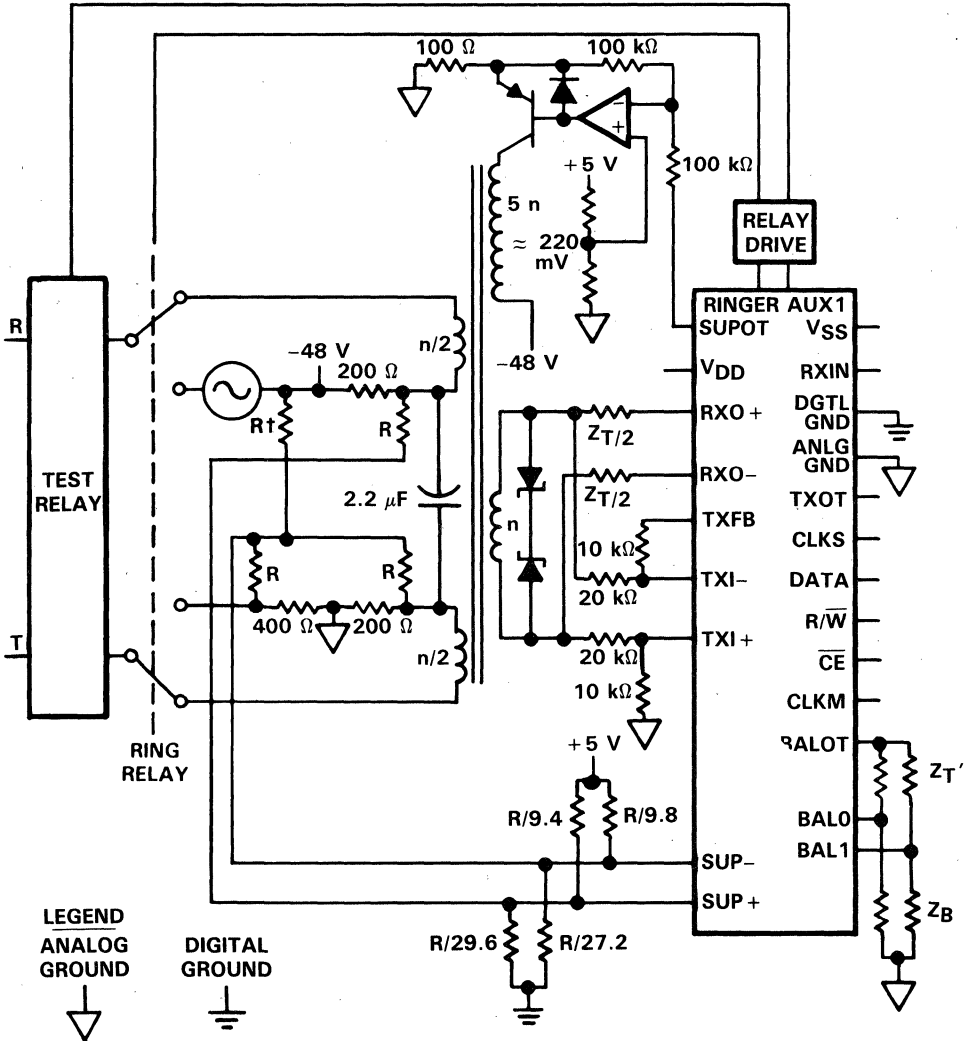 100 Ω
100 kΩ
−
+
+5 V
100 kΩ
5 n
≈ 220
mV
RELAY
DRIVE
RINGER AUX1
R
SUPOT
VSS
n/2
−48 V
−48 V
200 Ω
VDD
RXIN
R†
R
RXO+
DGTL
GND
ZT/2
ANLG
GND
TEST
RELAY
RXO−
ZT/2
TXOT
2.2 μF
n
TXFB
10 kΩ
CLKS
R
R
TXI−
DATA
20 kΩ
400 Ω
200 Ω
R/W
T
n/2
TXI+
20 kΩ
CE
10 kΩ
CLKM
RING
RELAY
+5 V
BALOT
ZT′
R/9.4
R/9.8
BAL0
BAL1
SUP−
SUP+
ZB
LEGEND
ANALOG
GROUND
DIGITAL
GROUND
R/29.6
R/27.2